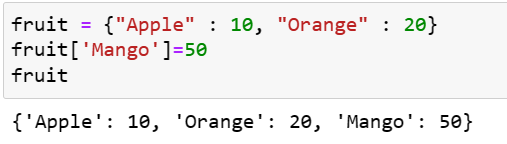 fruit = {"Apple" : 10, "Orange" : 20}
fruit['Mango']=50
fruit
{'Apple': 10, 'Orange': 20, 'Mango': 50}